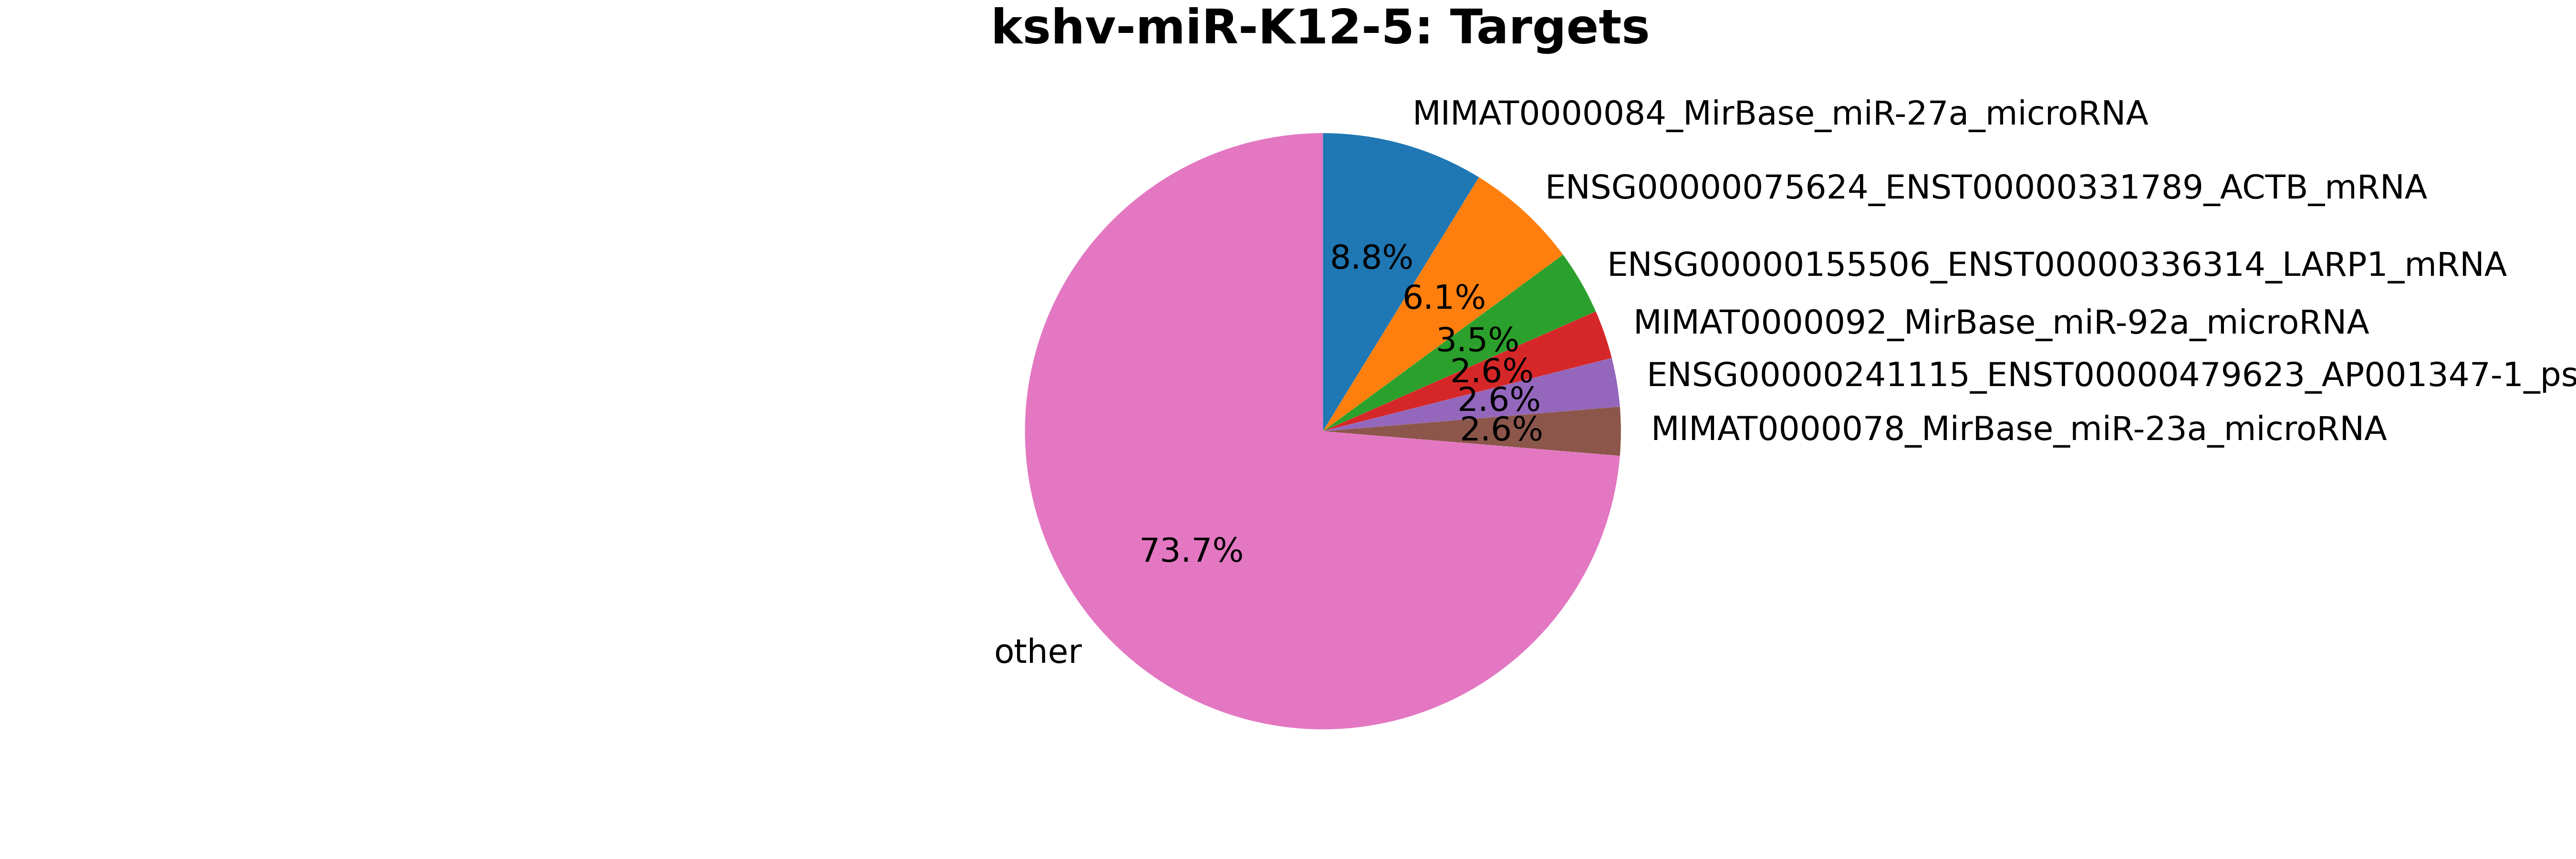 kshv-miR-K12-5: Targets
MIMAT0000084_MirBase_miR-27a_microRNA
ENSG00000075624_ENST00000331789_ACTB_mRNA
ENSG00000155506_ENST00000336314_LARP1_mRNA
MIMAT0000092_MirBase_miR-92a_microRNA
ENSG00000241115_ENST00000479623_AP001347-1_ps
MIMAT0000078_MirBase_miR-23a_microRNA
8.8%
6.1%
3.5%
2.6%
2.6%
2.6%
73.7%
other